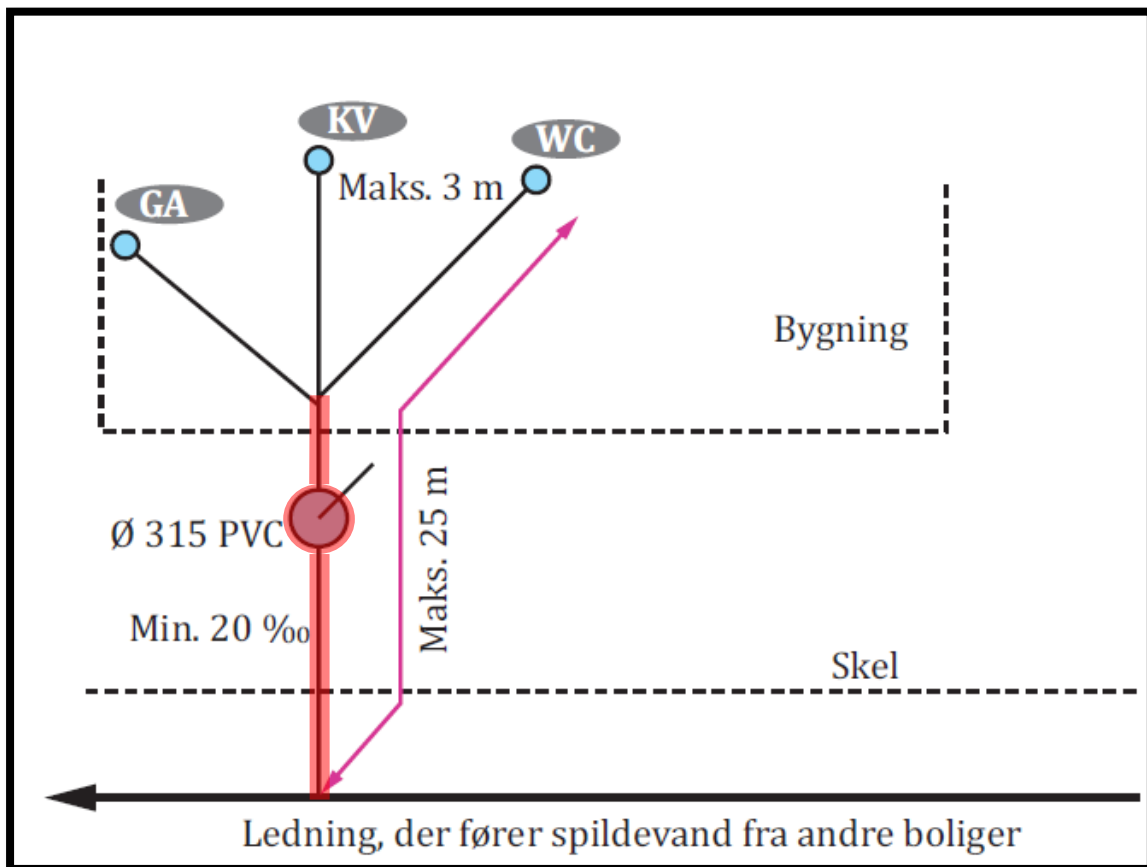 KV
WC
Maks. 3 m
GA
Bygning
Maks. 25 m
Ø 315 PVC
Min. 20 ‰
Skel
Ledning, der fører spildevand fra andre boliger